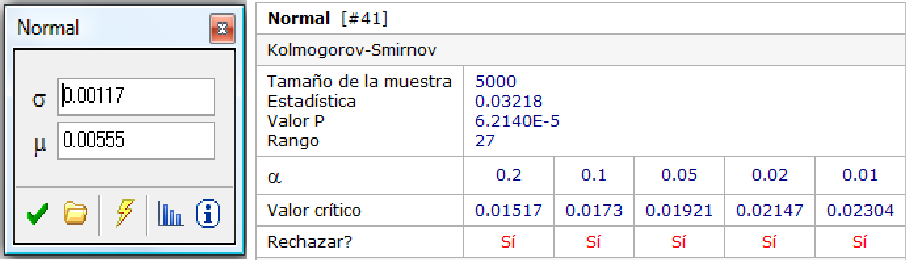 Normal
σ 0.00117
μ 0.00555
Normal [#41]
Kolmogorov-Smirnov
Tamaño de la muestra 5000
Estadística 0.03218
Valor P 6.2140E-5
Rango 27
α 0.2 0.1 0.05 0.02 0.01
Valor crítico 0.01517 0.0173 0.01921 0.02147 0.02304
Rechazar? Sí Sí Sí Sí Sí